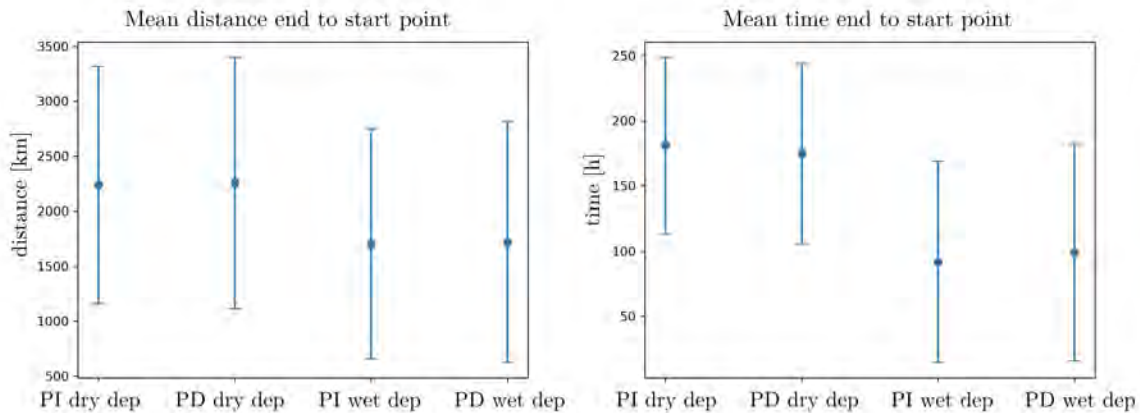 Mean distance end to start point
3500
3000
2500
2000
1500
1000
500
distance [km]
PI dry dep PD dry dep PI wet dep PD wet dep
Mean time end to start point
250
200
150
100
50
time [h]
PI dry dep PD dry dep PI wet dep PD wet dep